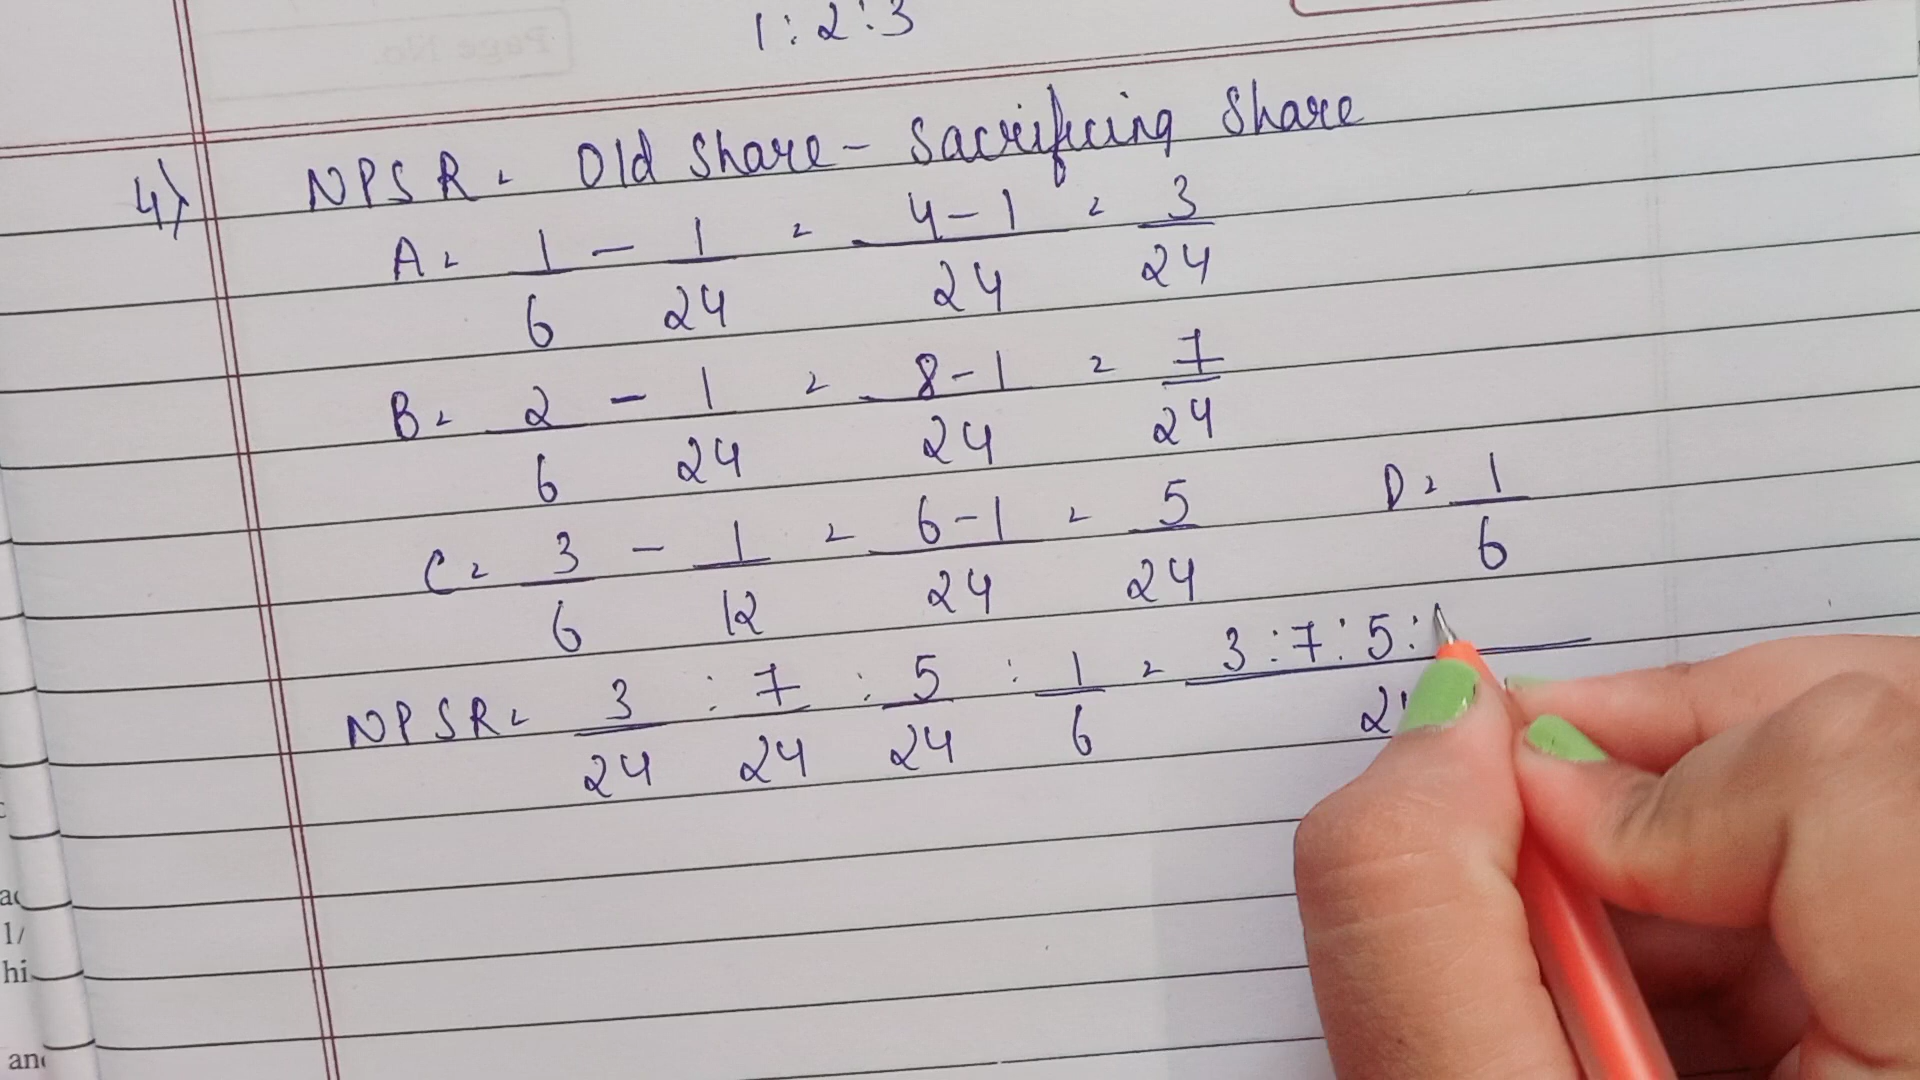 1:2:3
4) NPSR = Old Share - Sacrificing Share
A = 1/6 - 1/24 = 4-1/24 = 3/24
B = 2/6 - 1/24 = 8-1/24 = 7/24
C = 3/6 - 1/12 = 6-1/24 = 5/24 D = 1/6
NPSR = 3/24 : 7/24 : 5/24 : 1/6 = 3:7:5:
1/
hi